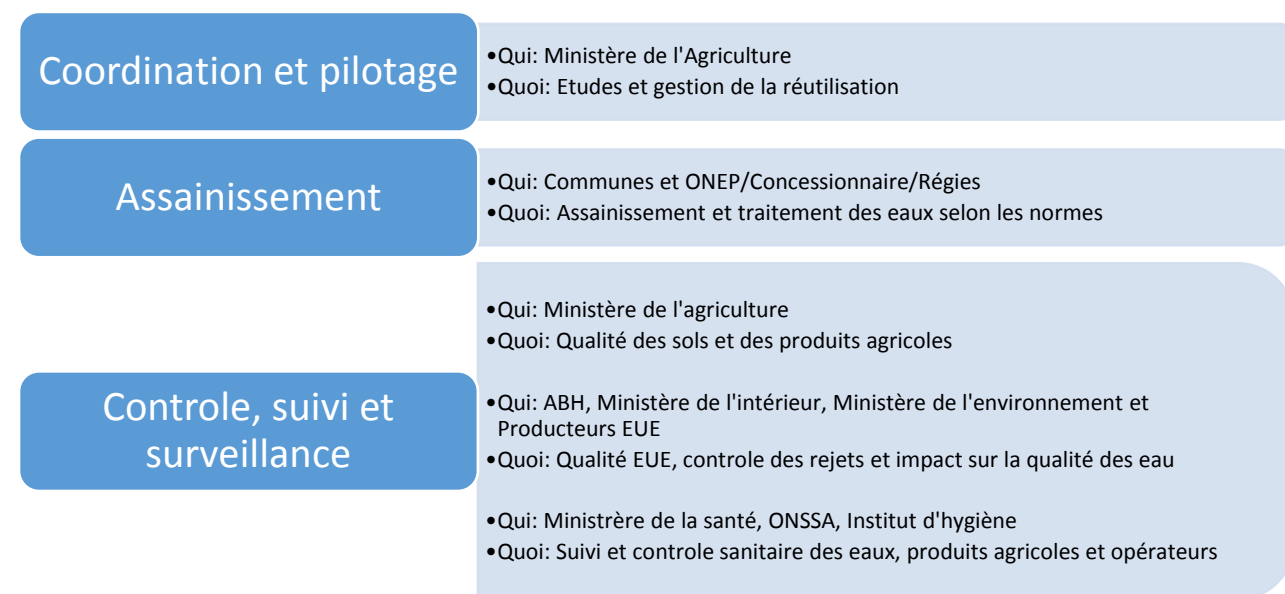 Coordination et pilotage
•Qui: Ministère de l'Agriculture
•Quoi: Etudes et gestion de la réutilisation
Assainissement
•Qui: Communes et ONEP/Concessionnaire/Régies
•Quoi: Assainissement et traitement des eaux selon les normes
Controle, suivi et
surveillance
•Qui: Ministère de l'agriculture
•Quoi: Qualité des sols et des produits agricoles
•Qui: ABH, Ministère de l'intérieur, Ministère de l'environnement et
Producteurs EUE
•Quoi: Qualité EUE, controle des rejets et impact sur la qualité des eau
•Qui: Ministrère de la santé, ONSSA, Institut d'hygiène
•Quoi: Suivi et controle sanitaire des eaux, produits agricoles et opérateurs